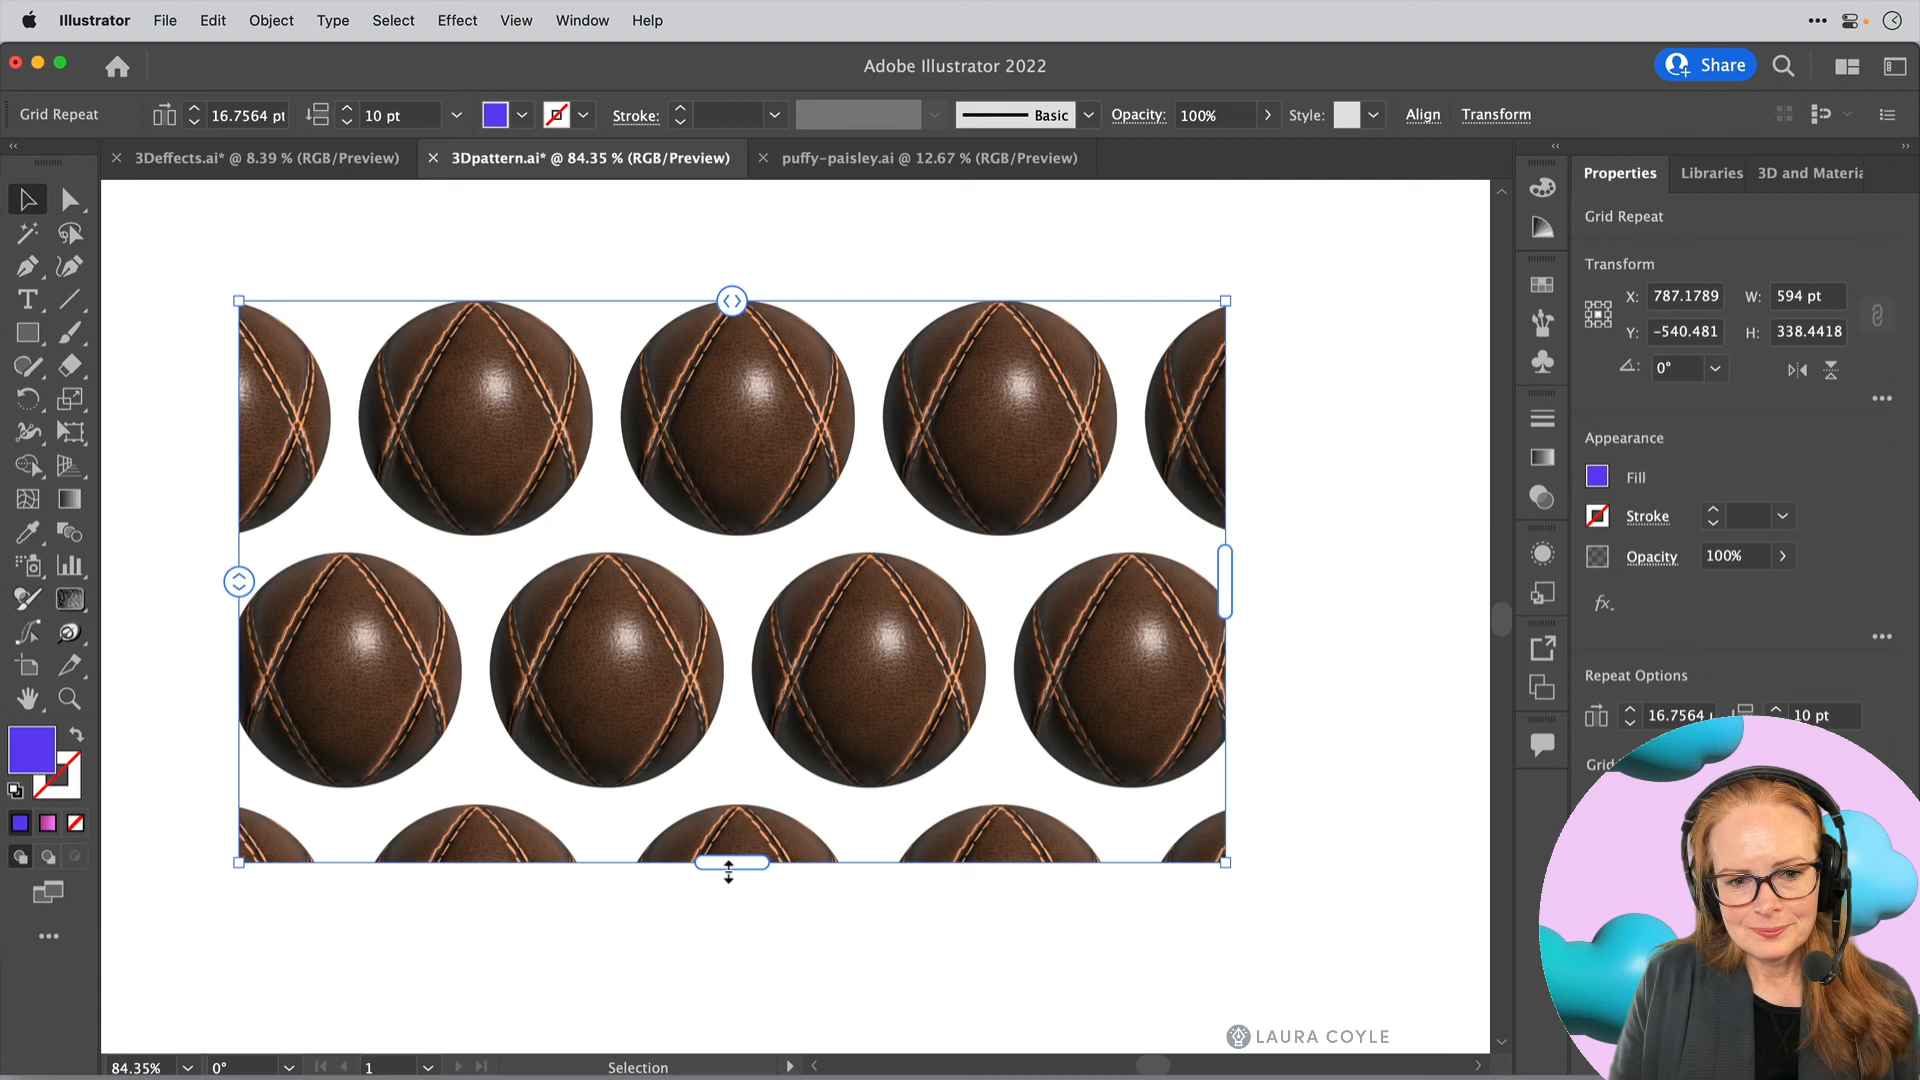 Illustrator File Edit Object Type Select Effect View Window Help
Adobe Illustrator 2022
Share
Grid Repeat 16.7564 pt 10 pt Stroke: Basic Opacity: 100% Style: Align Transform
3Deffects.ai* @ 8.39 % (RGB/Preview) 3Dpattern.ai* @ 84.35 % (RGB/Preview) puffy-paisley.ai @ 12.67 % (RGB/Preview)
Properties Libraries 3D and Materia
Grid Repeat
Transform
X: 787.1789 W: 594 pt
Y: -540.481 H: 338.4418
0°
Appearance
Fill
Stroke
Opacity 100%
fx.
Repeat Options
16.7564 10 pt
Grid
LAURA COYLE
84.35% 0° 1 Selection